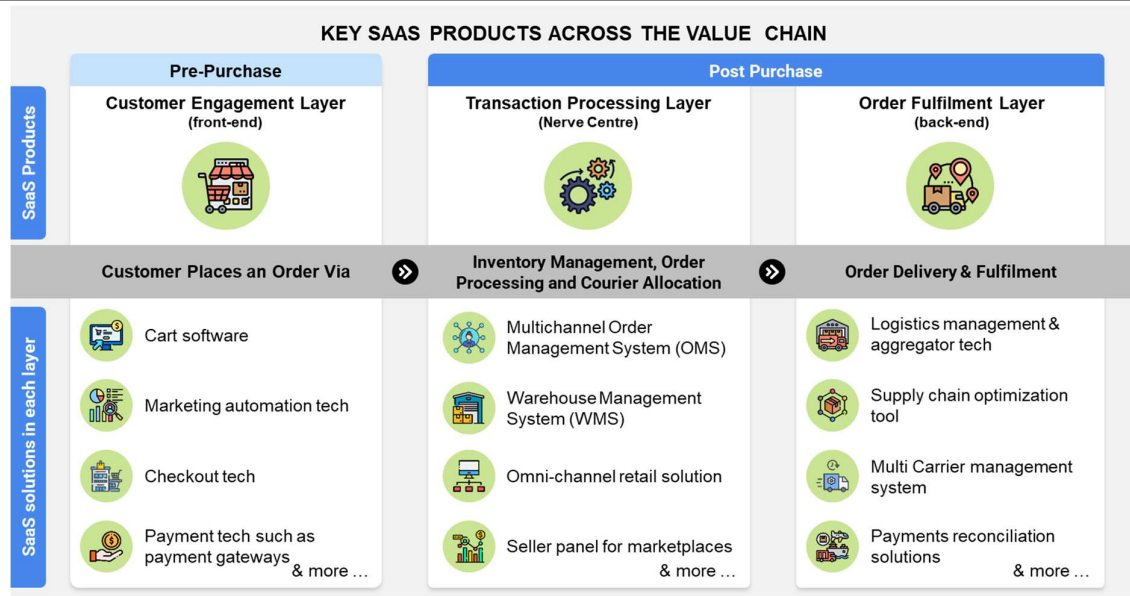 KEY SAAS PRODUCTS ACROSS THE VALUE CHAIN
Pre-Purchase
Post Purchase
SaaS Products
Customer Engagement Layer
(front-end)
Transaction Processing Layer
(Nerve Centre)
Order Fulfilment Layer
(back-end)
Customer Places an Order Via
Inventory Management, Order
Processing and Courier Allocation
Order Delivery & Fulfilment
SaaS solutions in each layer
Cart software
Marketing automation tech
Checkout tech
Payment tech such as
payment gateways
& more ...
Multichannel Order
Management System (OMS)
Warehouse Management
System (WMS)
Omni-channel retail solution
Seller panel for marketplaces
& more ...
Logistics management &
aggregator tech
Supply chain optimization
tool
Multi Carrier management
system
Payments reconciliation
solutions
& more ...